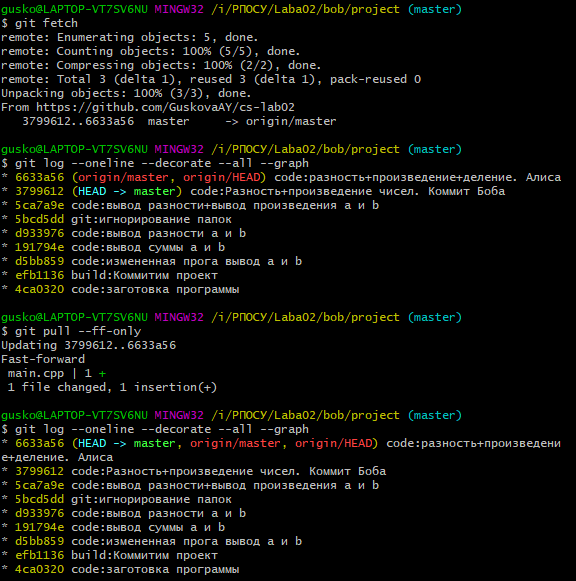 gusko@LAPTOP-VT7SV6NU MINGW32 /i/РПОСУ/Laba02/bob/project (master)
$ git fetch
remote: Enumerating objects: 5, done.
remote: Counting objects: 100% (5/5), done.
remote: Compressing objects: 100% (2/2), done.
remote: Total 3 (delta 1), reused 3 (delta 1), pack-reused 0
Unpacking objects: 100% (3/3), done.
From https://github.com/GuskovaAY/cs-lab02
   3799612..6633a56  master     -> origin/master
gusko@LAPTOP-VT7SV6NU MINGW32 /i/РПОСУ/Laba02/bob/project (master)
$ git log --oneline --decorate --all --graph
* 6633a56 (origin/master, origin/HEAD) code:разность+произведение+деление. Алиса
* 3799612 (HEAD -> master) code:Разность+произведение чисел. Коммит Боба
* 5ca7a9e code:вывод разности+вывод произведения a и b
* 5bcd5dd git:игнорирование папок
* d933976 code:вывод разности a и b
* 191794e code:вывод суммы a и b
* d5bb859 code:измененная прога вывод a и b
* efb1136 build:Коммитим проект
* 4ca0320 code:заготовка программы
gusko@LAPTOP-VT7SV6NU MINGW32 /i/РПОСУ/Laba02/bob/project (master)
$ git pull --ff-only
Updating 3799612..6633a56
Fast-forward
 main.cpp | 1 +
 1 file changed, 1 insertion(+)
gusko@LAPTOP-VT7SV6NU MINGW32 /i/РПОСУ/Laba02/bob/project (master)
$ git log --oneline --decorate --all --graph
* 6633a56 (HEAD -> master, origin/master, origin/HEAD) code:разность+произведени
е+деление. Алиса
* 3799612 code:Разность+произведение чисел. Коммит Боба
* 5ca7a9e code:вывод разности+вывод произведения a и b
* 5bcd5dd git:игнорирование папок
* d933976 code:вывод разности a и b
* 191794e code:вывод суммы a и b
* d5bb859 code:измененная прога вывод a и b
* efb1136 build:Коммитим проект
* 4ca0320 code:заготовка программы